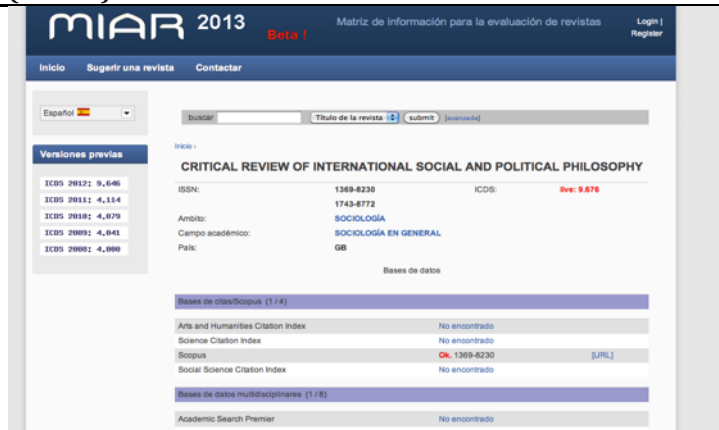 MIAR 2013 Beta ! Matriz de información para la evaluación de revistas Login | Register
Inicio Sugerir una revista Contactar
Español
buscar Título de la revista submit [avanzada]
Inicio ›
Versiones previas
CRITICAL REVIEW OF INTERNATIONAL SOCIAL AND POLITICAL PHILOSOPHY
ICDS 2012: 9,646
ICDS 2011: 4,114
ICDS 2010: 4,079
ICDS 2009: 4,041
ICDS 2008: 4,000
ISSN: 1369-8230 ICDS: live: 9.676
1743-8772
Ambito: SOCIOLOGÍA
Campo académico: SOCIOLOGÍA EN GENERAL
País: GB
Bases de datos
Bases de citas/Scopus (1 / 4)
Arts and Humanities Citation Index No encontrado
Science Citation Index No encontrado
Scopus Ok. 1369-8230 [URL]
Social Science Citation Index No encontrado
Bases de datos multidisciplinares (1 / 8)
Academic Search Premier No encontrado